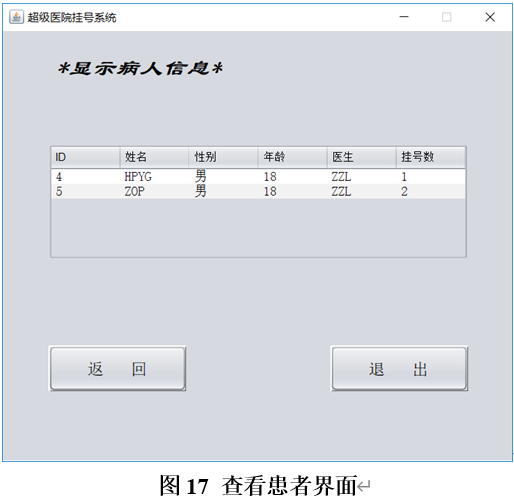 超级医院挂号系统
*显示病人信息*
ID 姓名 性别 年龄 医生 挂号数
4 HPYG 男 18 ZZL 1
5 ZOP 男 18 ZZL 2
返 回 退 出
图 17 查看患者界面